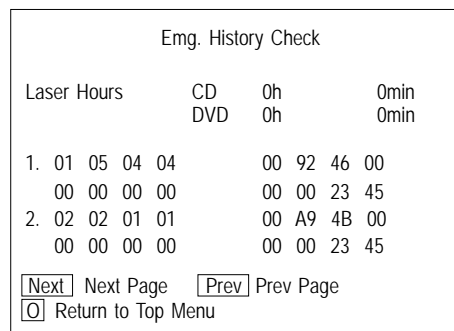 Emg. History Check
Laser Hours CD 0h 0min
DVD 0h 0min
1. 01 05 04 04 00 92 46 00
00 00 00 00 00 00 23 45
2. 02 02 01 01 00 A9 4B 00
00 00 00 00 00 00 23 45
Next Next Page Prev Prev Page
O Return to Top Menu